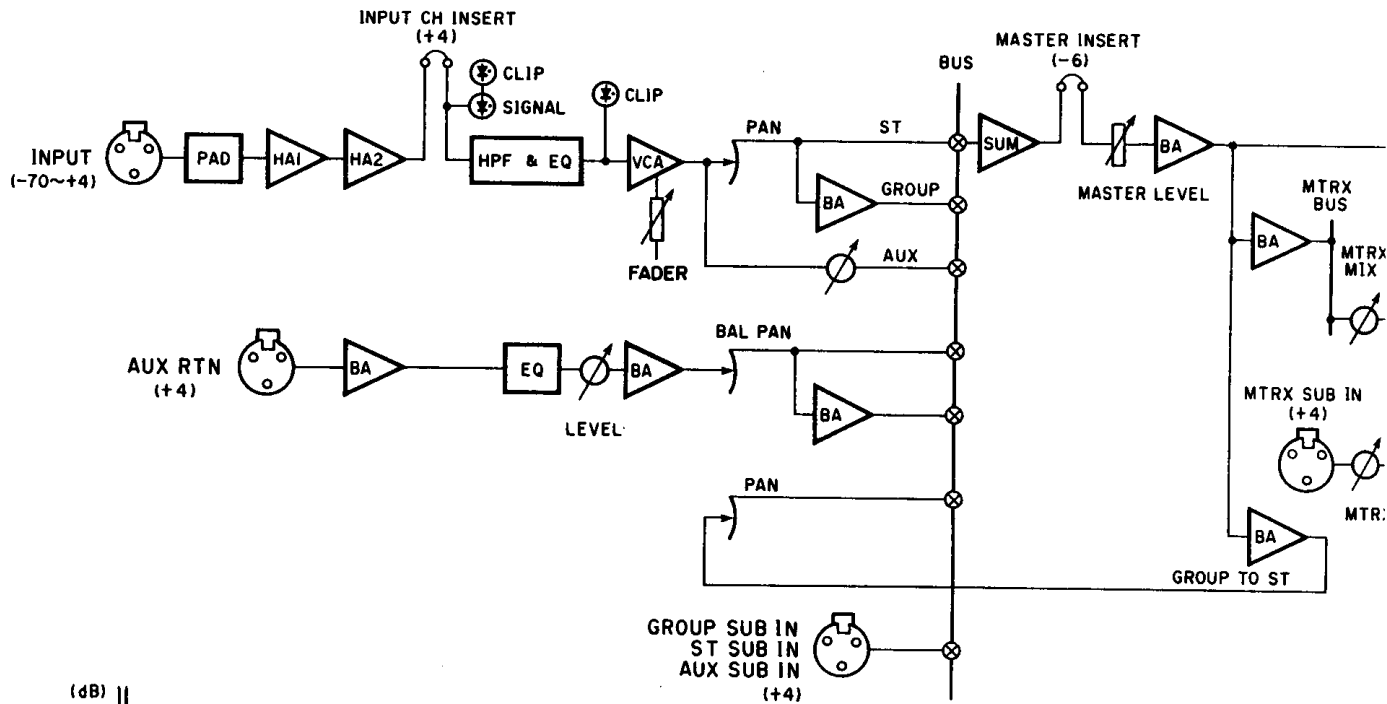 INPUT CH INSERT
(+4)
CLIP
SIGNAL
CLIP
INPUT
(-70~+4)
PAD
HA1
HA2
HPF & EQ
VCA
FADER
PAN
ST
BA
GROUP
AUX
BUS
SUM
MASTER INSERT
(-6)
BA
MASTER LEVEL
BA
MTRX
BUS
MTRX
MIX
AUX RTN
(+4)
BA
EQ
LEVEL
BA
BAL PAN
BA
MTRX SUB IN
(+4)
PAN
BA
GROUP TO ST
GROUP SUB IN
ST SUB IN
AUX SUB IN
(+4)
(dB)